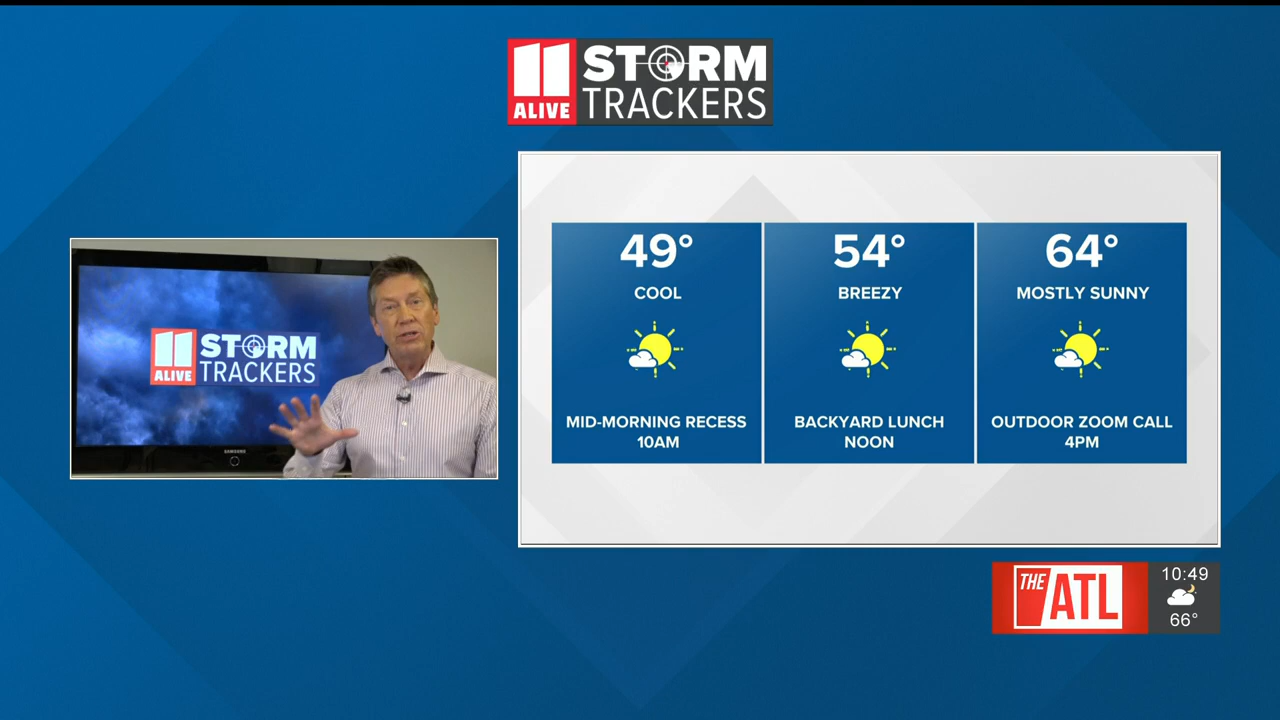 11
ALIVE
STORM
TRACKERS
11
ALIVE
STORM
TRACKERS
SAMSUNG
49°
COOL
MID-MORNING RECESS
10AM
54°
BREEZY
BACKYARD LUNCH
NOON
64°
MOSTLY SUNNY
OUTDOOR ZOOM CALL
4PM
THE
ATL
10:49
66°